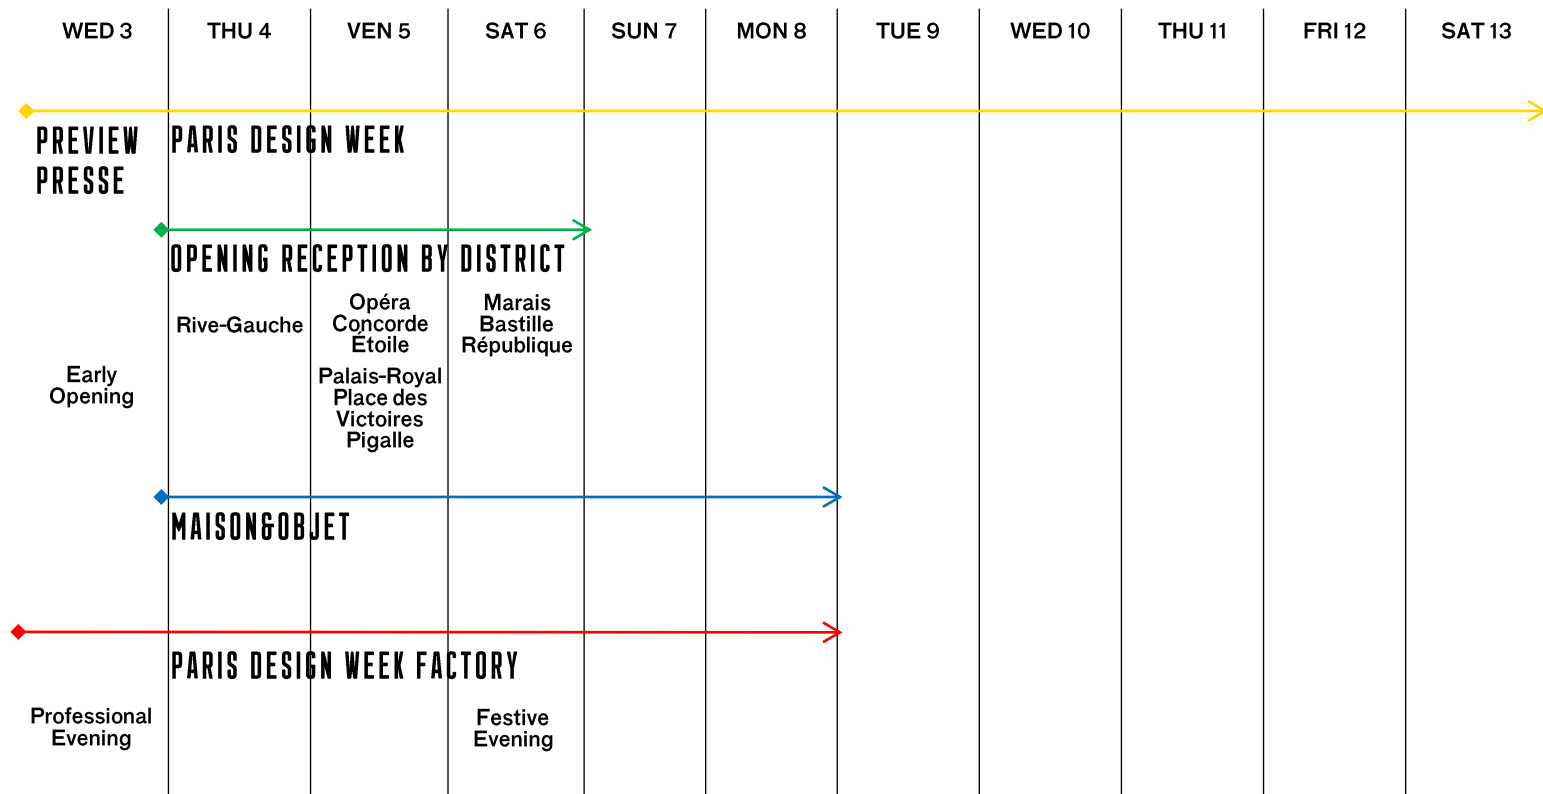 WED 3
THU 4
VEN 5
SAT 6
SUN 7
MON 8
TUE 9
WED 10
THU 11
FRI 12
SAT 13
PREVIEW
PRESSE
PARIS DESIGN WEEK
OPENING RECEPTION BY DISTRICT
Early
Opening
Rive-Gauche
Opéra
Concorde
Étoile
Palais-Royal
Place des
Victoires
Pigalle
Marais
Bastille
République
MAISON&OBJET
PARIS DESIGN WEEK FACTORY
Professional
Evening
Festive
Evening